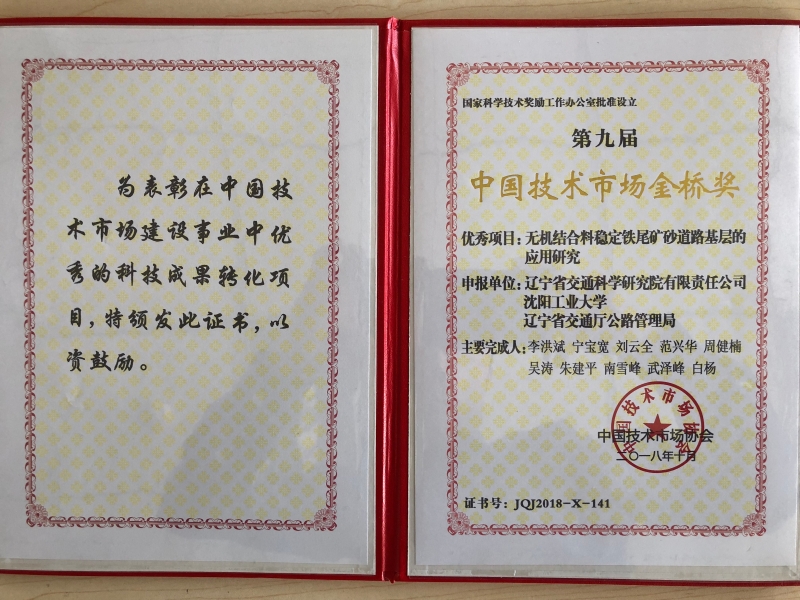 为表彰在中国技
术市场建设事业中优
秀的科技成果转化项
目，特颁发此证书，以
资鼓励。
国家科学技术奖励工作办公室批准设立
第九届
中国技术市场金桥奖
优秀项目：无机结合料稳定铁尾矿砂道路基层的
应用研究
申报单位：辽宁省交通科学研究院有限责任公司
沈阳工业大学
辽宁省交通厅公路管理局
主要完成人：李洪斌 宁宝宽 刘云全 范兴华 周健楠
吴涛 朱建平 南雪峰 武泽峰 白杨
中国技术市场协会
中国技术市场协会
二〇一八年十月
证书号：JQJ2018-X-141